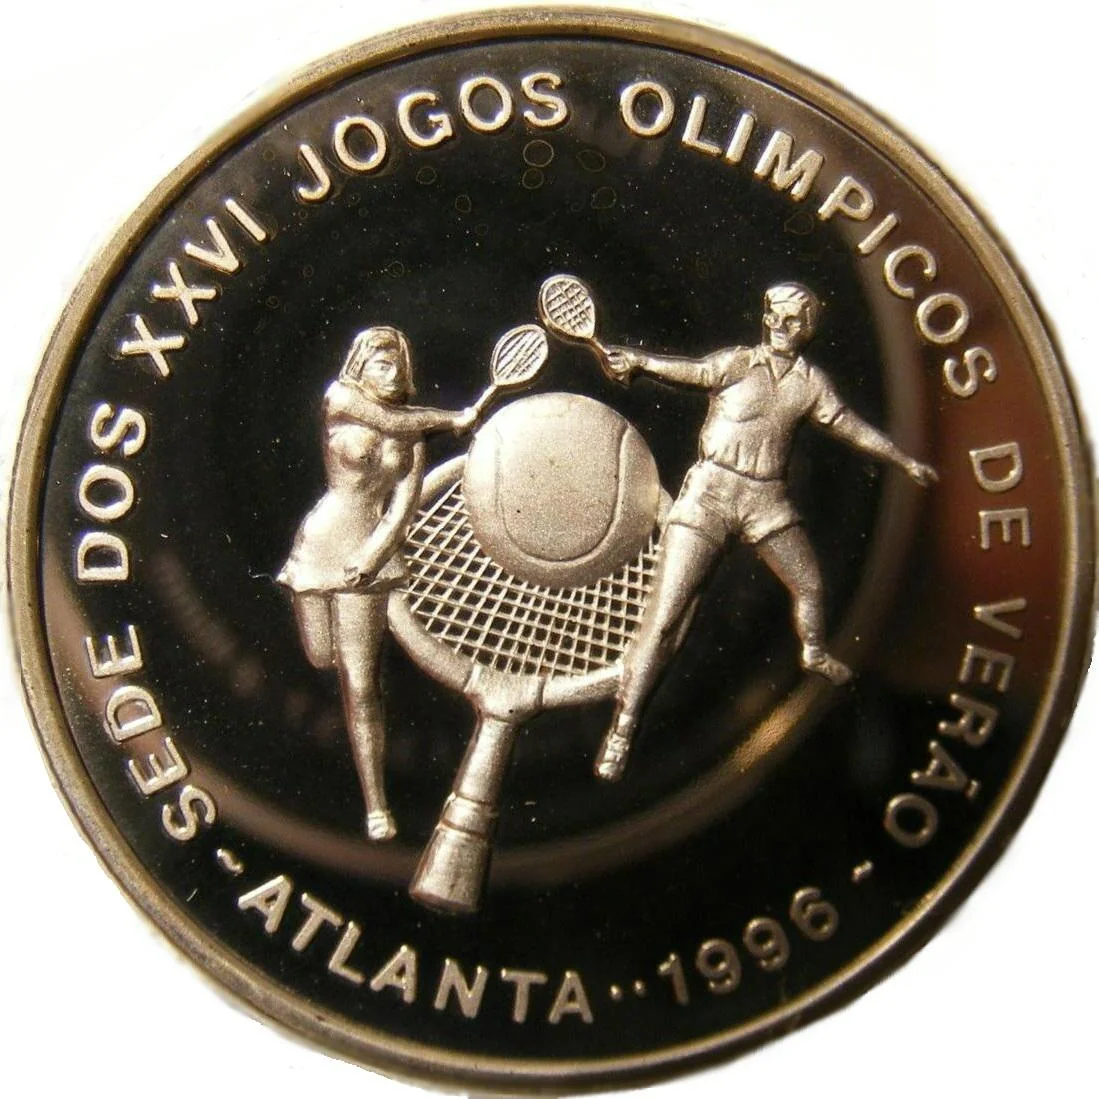 SEDE DOS XXVI JOGOS OLIMPICOS DE VERÃO
- ATLANTA ·· 1996 -